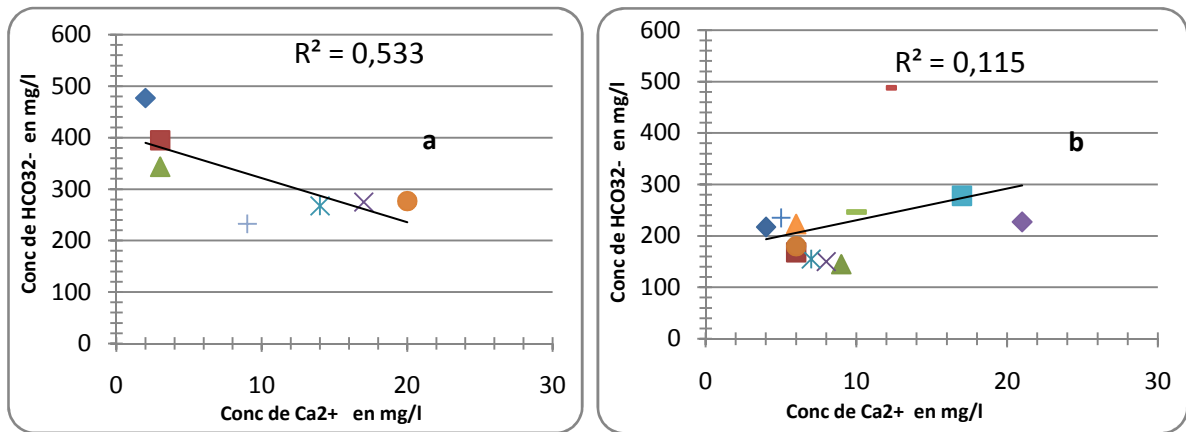 R² = 0,533
600
500
400
300
200
100
0
Conc de HCO32- en mg/l
a
0
10
20
30
Conc de Ca2+ en mg/l
R² = 0,115
600
500
400
300
200
100
0
Conc de HCO32- en mg/l
b
0
10
20
30
Conc de Ca2+ en mg/l